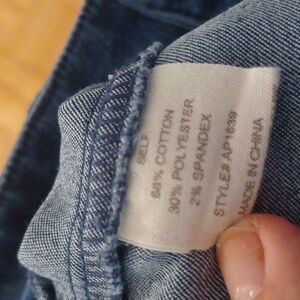 SELF
68% COTTON
30% POLYESTER
2% SPANDEX
STYLE# AP1639
MADE IN CHINA